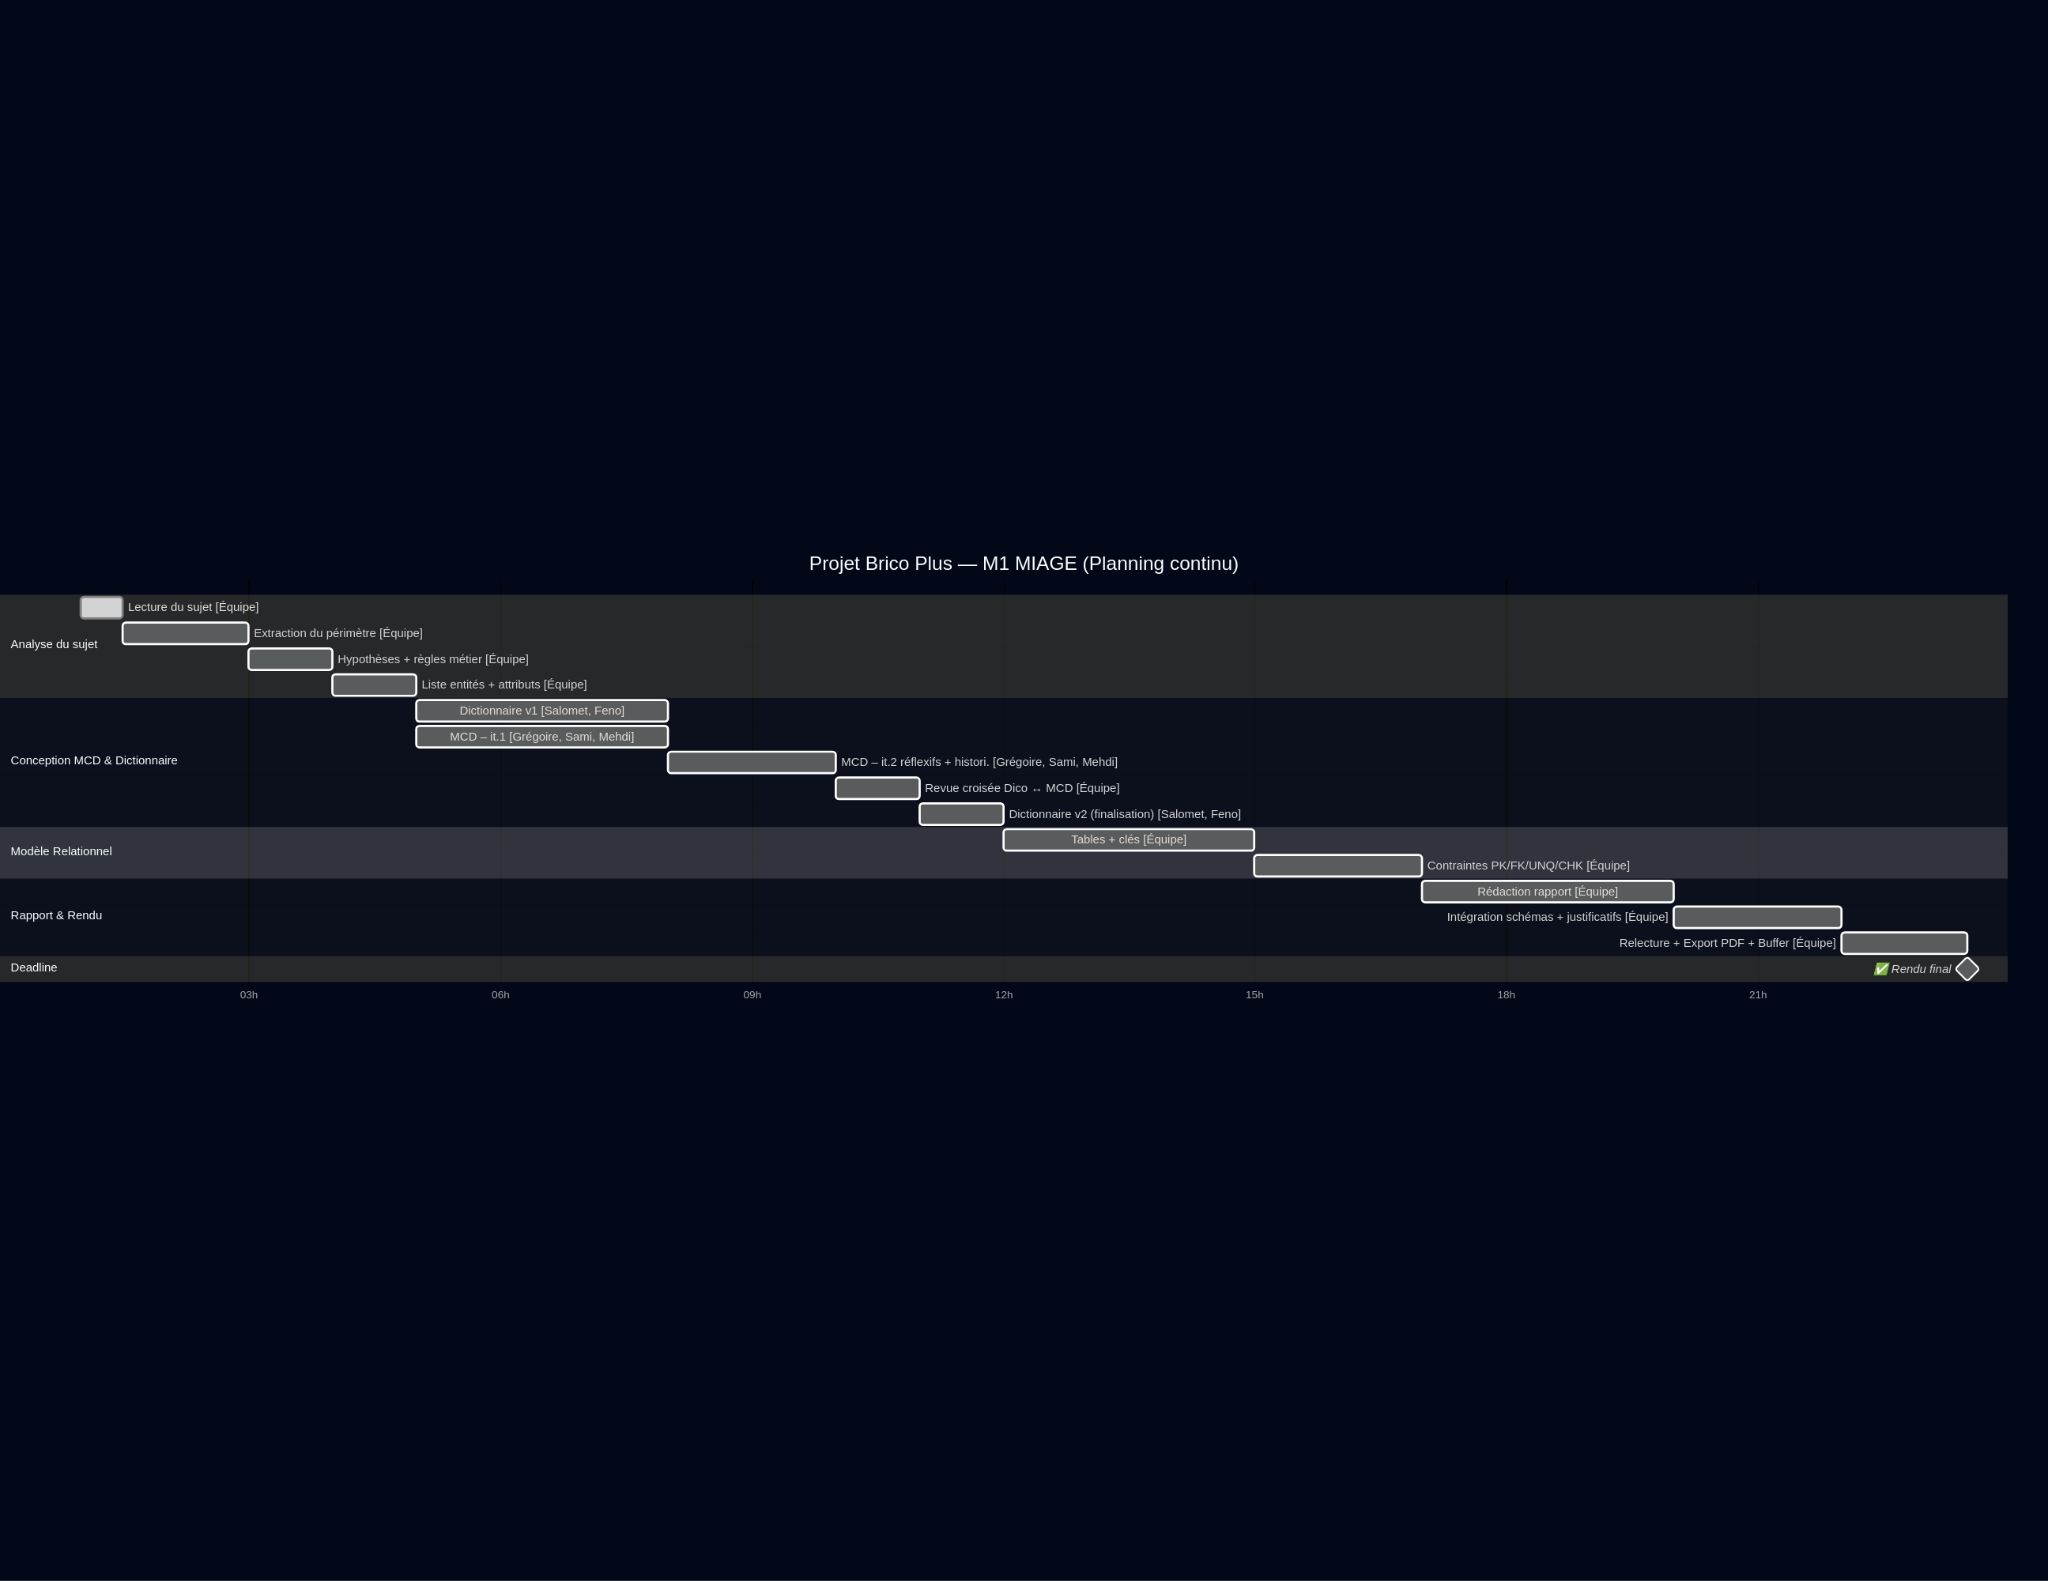 Projet Brico Plus — M1 MIAGE (Planning continu)
Analyse du sujet
Lecture du sujet [Équipe]
Extraction du périmètre [Équipe]
Hypothèses + règles métier [Équipe]
Liste entités + attributs [Équipe]
Conception MCD & Dictionnaire
Dictionnaire v1 [Salomet, Feno]
MCD – it.1 [Grégoire, Sami, Mehdi]
MCD – it.2 réflexifs + histori. [Grégoire, Sami, Mehdi]
Revue croisée Dico ↔ MCD [Équipe]
Dictionnaire v2 (finalisation) [Salomet, Feno]
Modèle Relationnel
Tables + clés [Équipe]
Contraintes PK/FK/UNQ/CHK [Équipe]
Rapport & Rendu
Rédaction rapport [Équipe]
Intégration schémas + justificatifs [Équipe]
Relecture + Export PDF + Buffer [Équipe]
Deadline
✅ Rendu final
03h 06h 09h 12h 15h 18h 21h